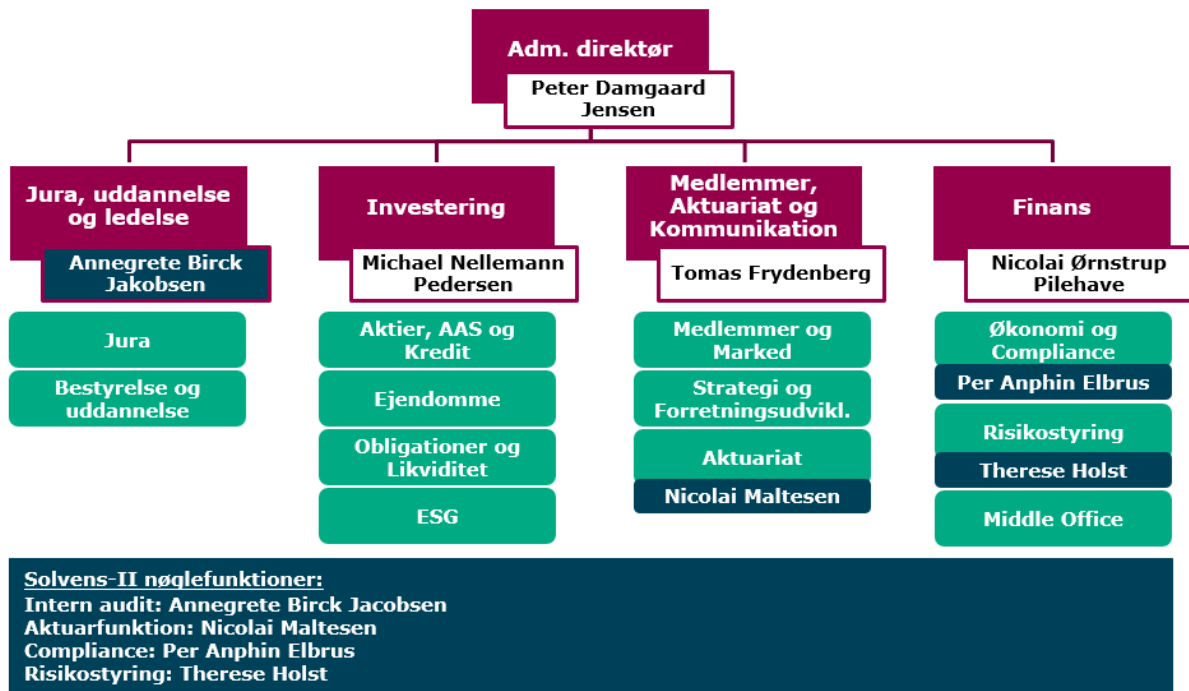 Adm. direktør
Peter Damgaard
Jensen
Jura, uddannelse
og ledelse
Annegrete Birck
Jakobsen
Jura
Bestyrelse og
uddannelse
Investering
Michael Nellemann
Pedersen
Aktier, AAS og
Kredit
Ejendomme
Obligationer og
Likviditet
ESG
Medlemmer,
Aktuariat og
Kommunikation
Tomas Frydenberg
Medlemmer og
Marked
Strategi og
Forretningsudvikl.
Aktuariat
Nicolai Maltesen
Finans
Nicolai Ørnstrup
Pilehave
Økonomi og
Compliance
Per Anphin Elbrus
Risikostyring
Therese Holst
Middle Office
Solvens-II nøglefunktioner:
Intern audit: Annegrete Birck Jacobsen
Aktuarfunktion: Nicolai Maltesen
Compliance: Per Anphin Elbrus
Risikostyring: Therese Holst